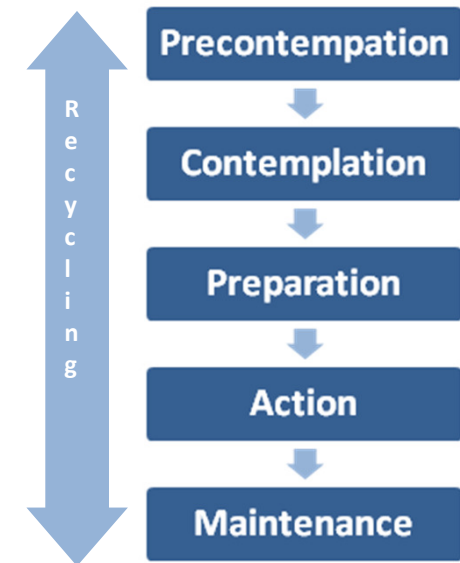 Recycling
Precontempation
Contemplation
Preparation
Action
Maintenance